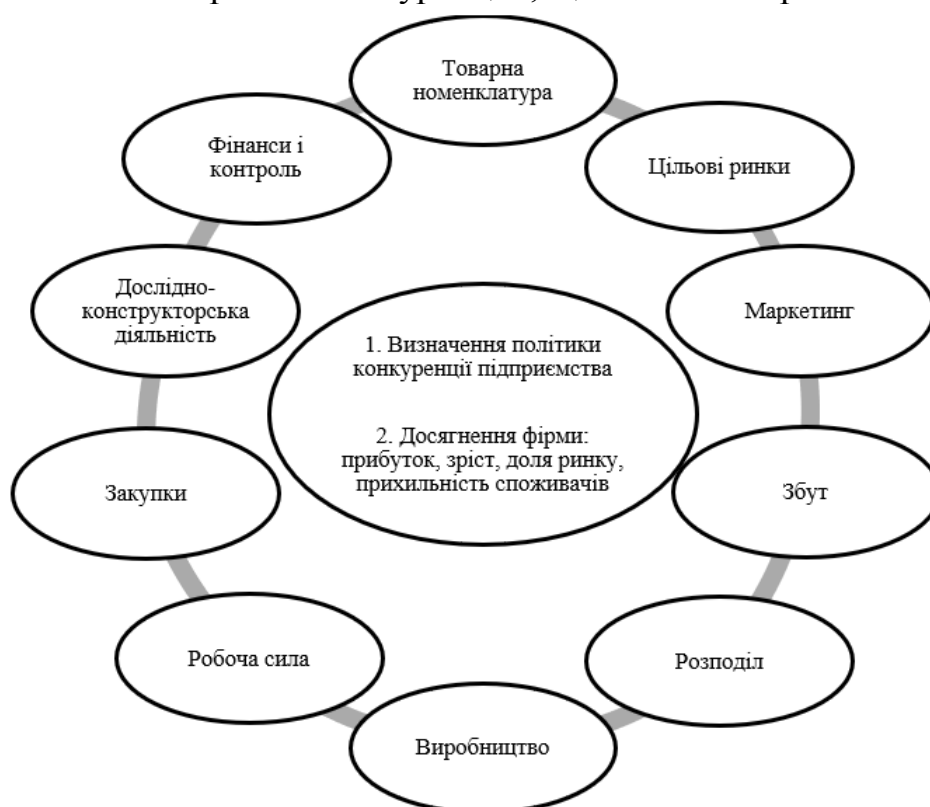 Товарна
номенклатура
Цільові ринки
Маркетинг
Збут
Розподіл
Виробництво
Робоча сила
Закупки
Дослідно-
конструкторська
діяльність
Фінанси і
контроль
1. Визначення політики
конкуренції підприємства
2. Досягнення фірми:
прибуток, зріст, доля ринку,
прихильність споживачів